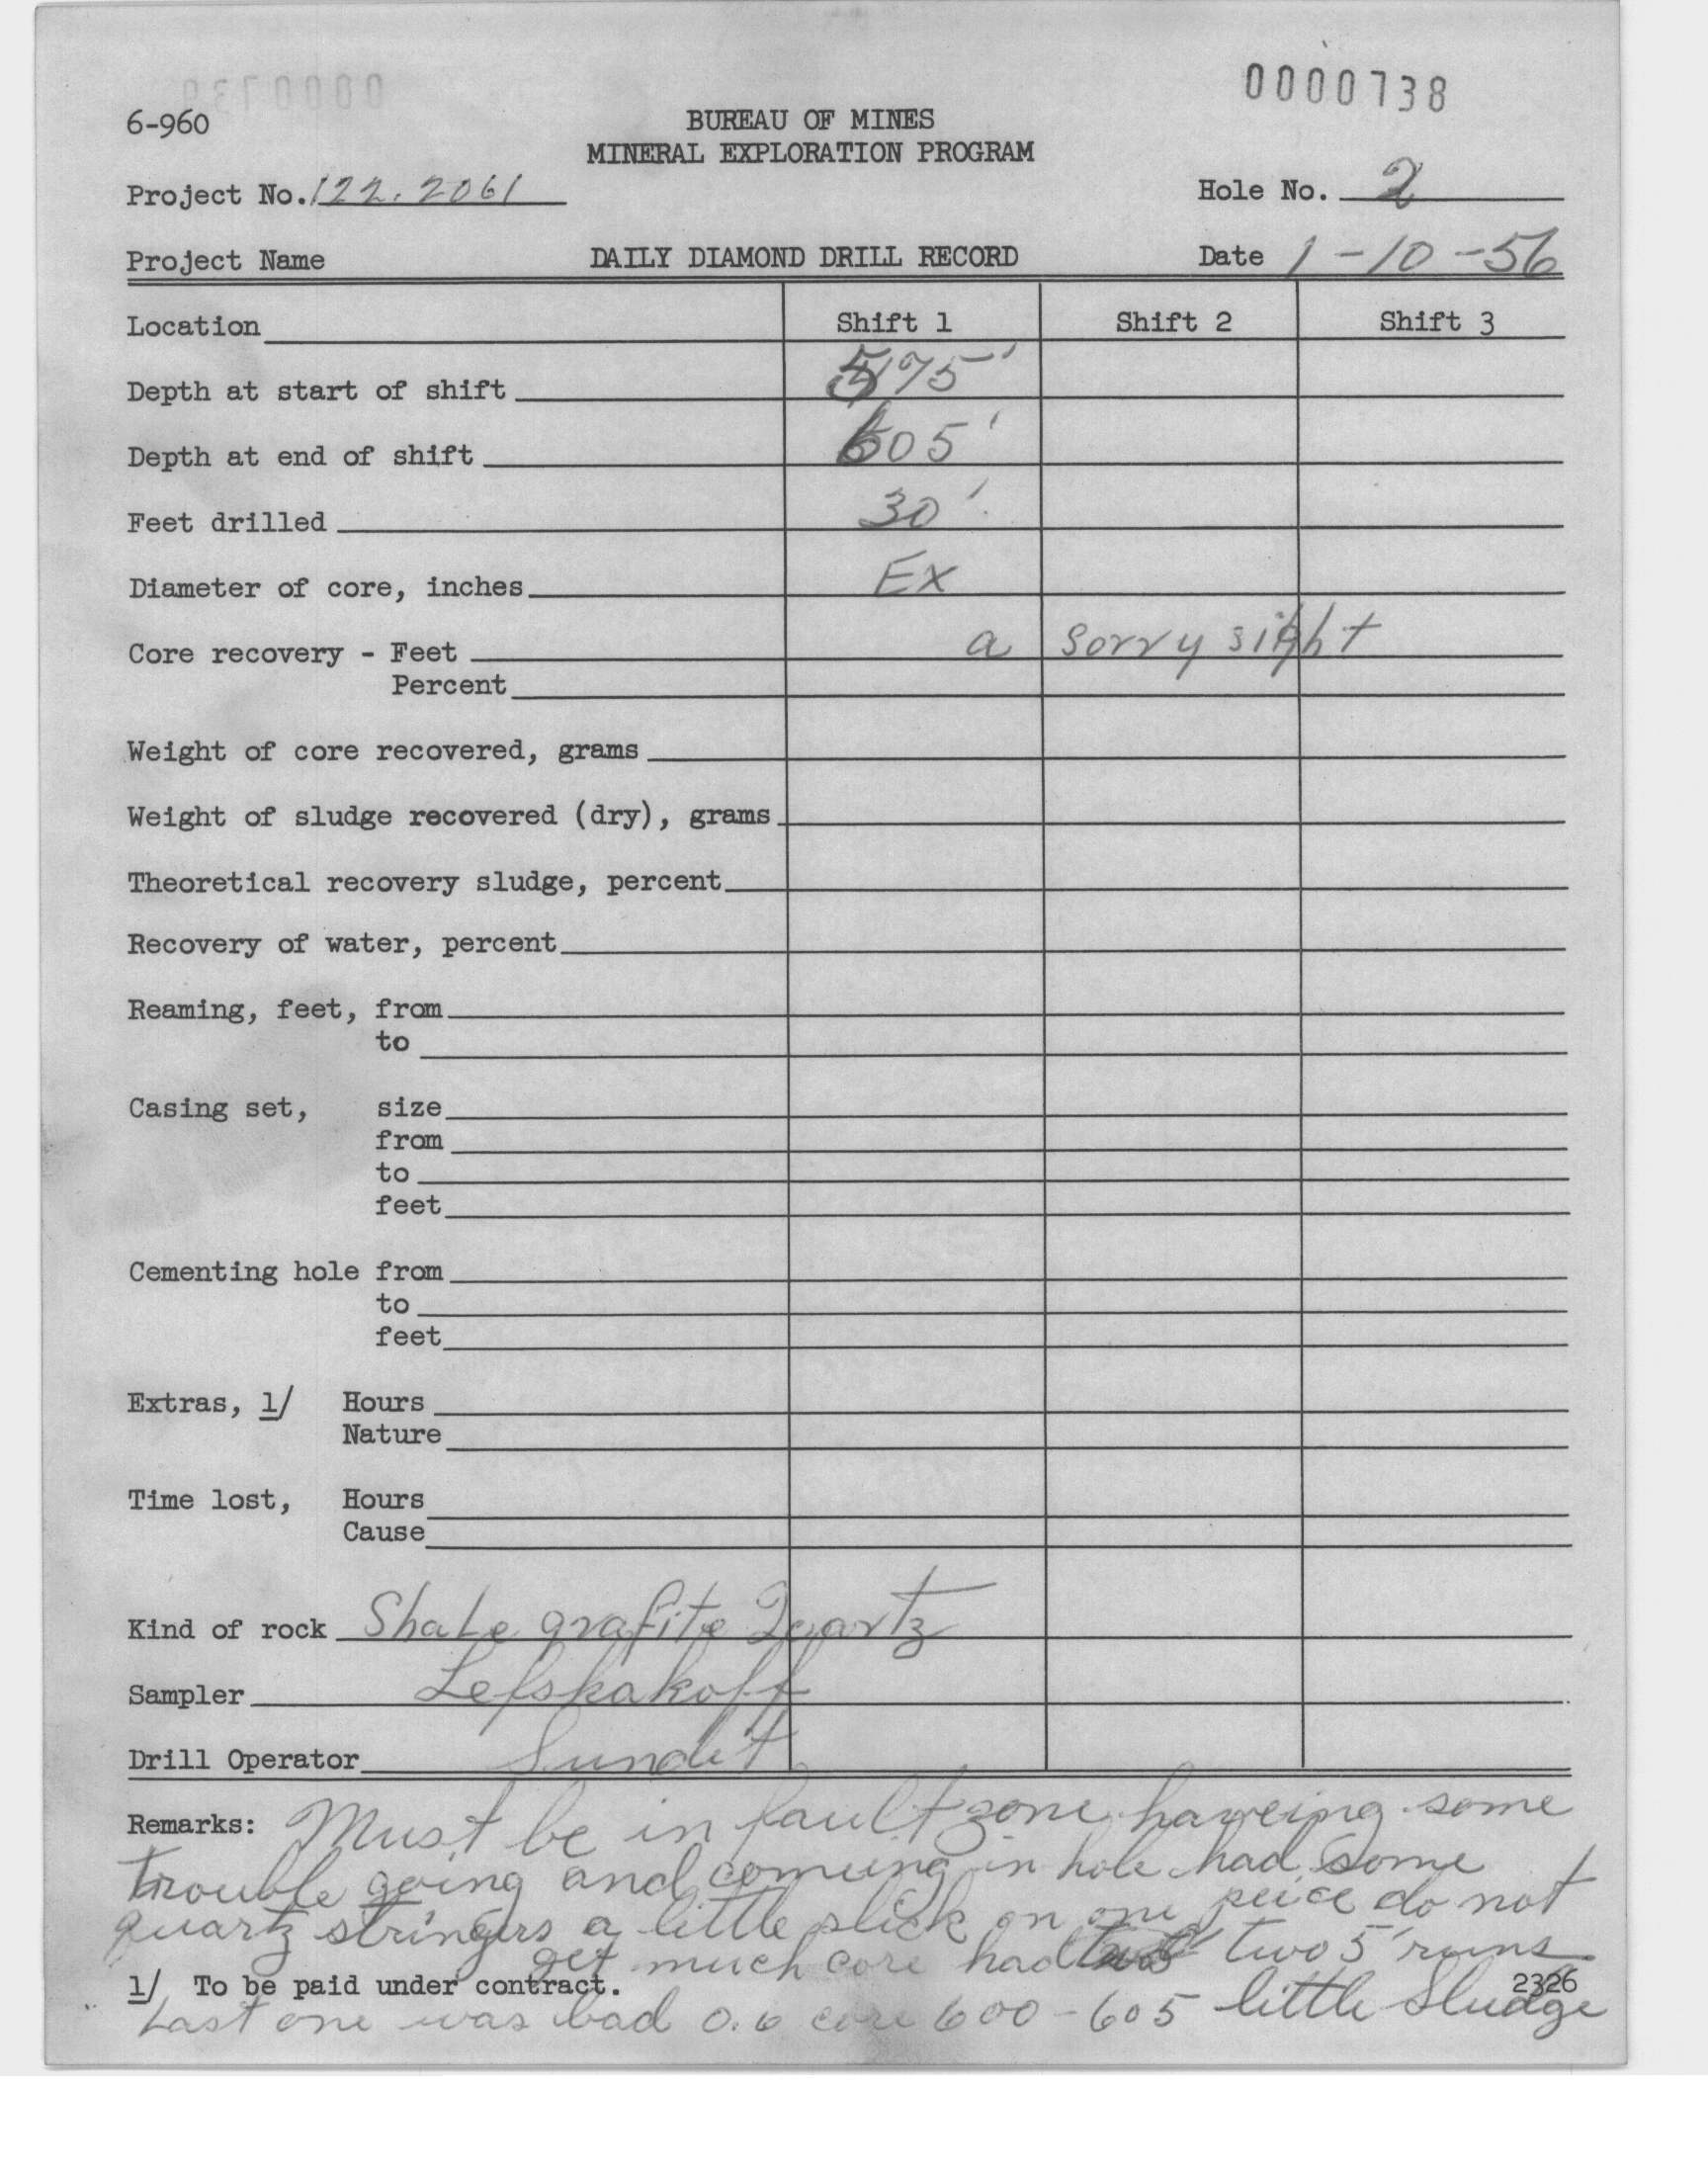 0000738
6-960
BUREAU OF MINES
MINERAL EXPLORATION PROGRAM
Project No. 122.2061
Hole No. 2
Project Name
DAILY DIAMOND DRILL RECORD
Date 1-10-56
Location Shift 1 Shift 2 Shift 3
Depth at start of shift 575'
Depth at end of shift 605'
Feet drilled 30'
Diameter of core, inches Ex
Core recovery - Feet a sorry sight
Percent
Weight of core recovered, grams
Weight of sludge recovered (dry), grams
Theoretical recovery sludge, percent
Recovery of water, percent
Reaming, feet, from
to
Casing set, size
from
to
feet
Cementing hole from
to
feet
Extras, 1/ Hours
Nature
Time lost, Hours
Cause
Kind of rock Shale grafite Quartz
Sampler Lefskakoff
Drill Operator
Remarks: Must be in fault zone haveing some
trouble going and comeing in hole had some
quartz stringers a little slick on one peice do not
get much core had two 5' runs
1/ To be paid under contract. 2326
Last one was bad 0.6 core 600-605 little sludge